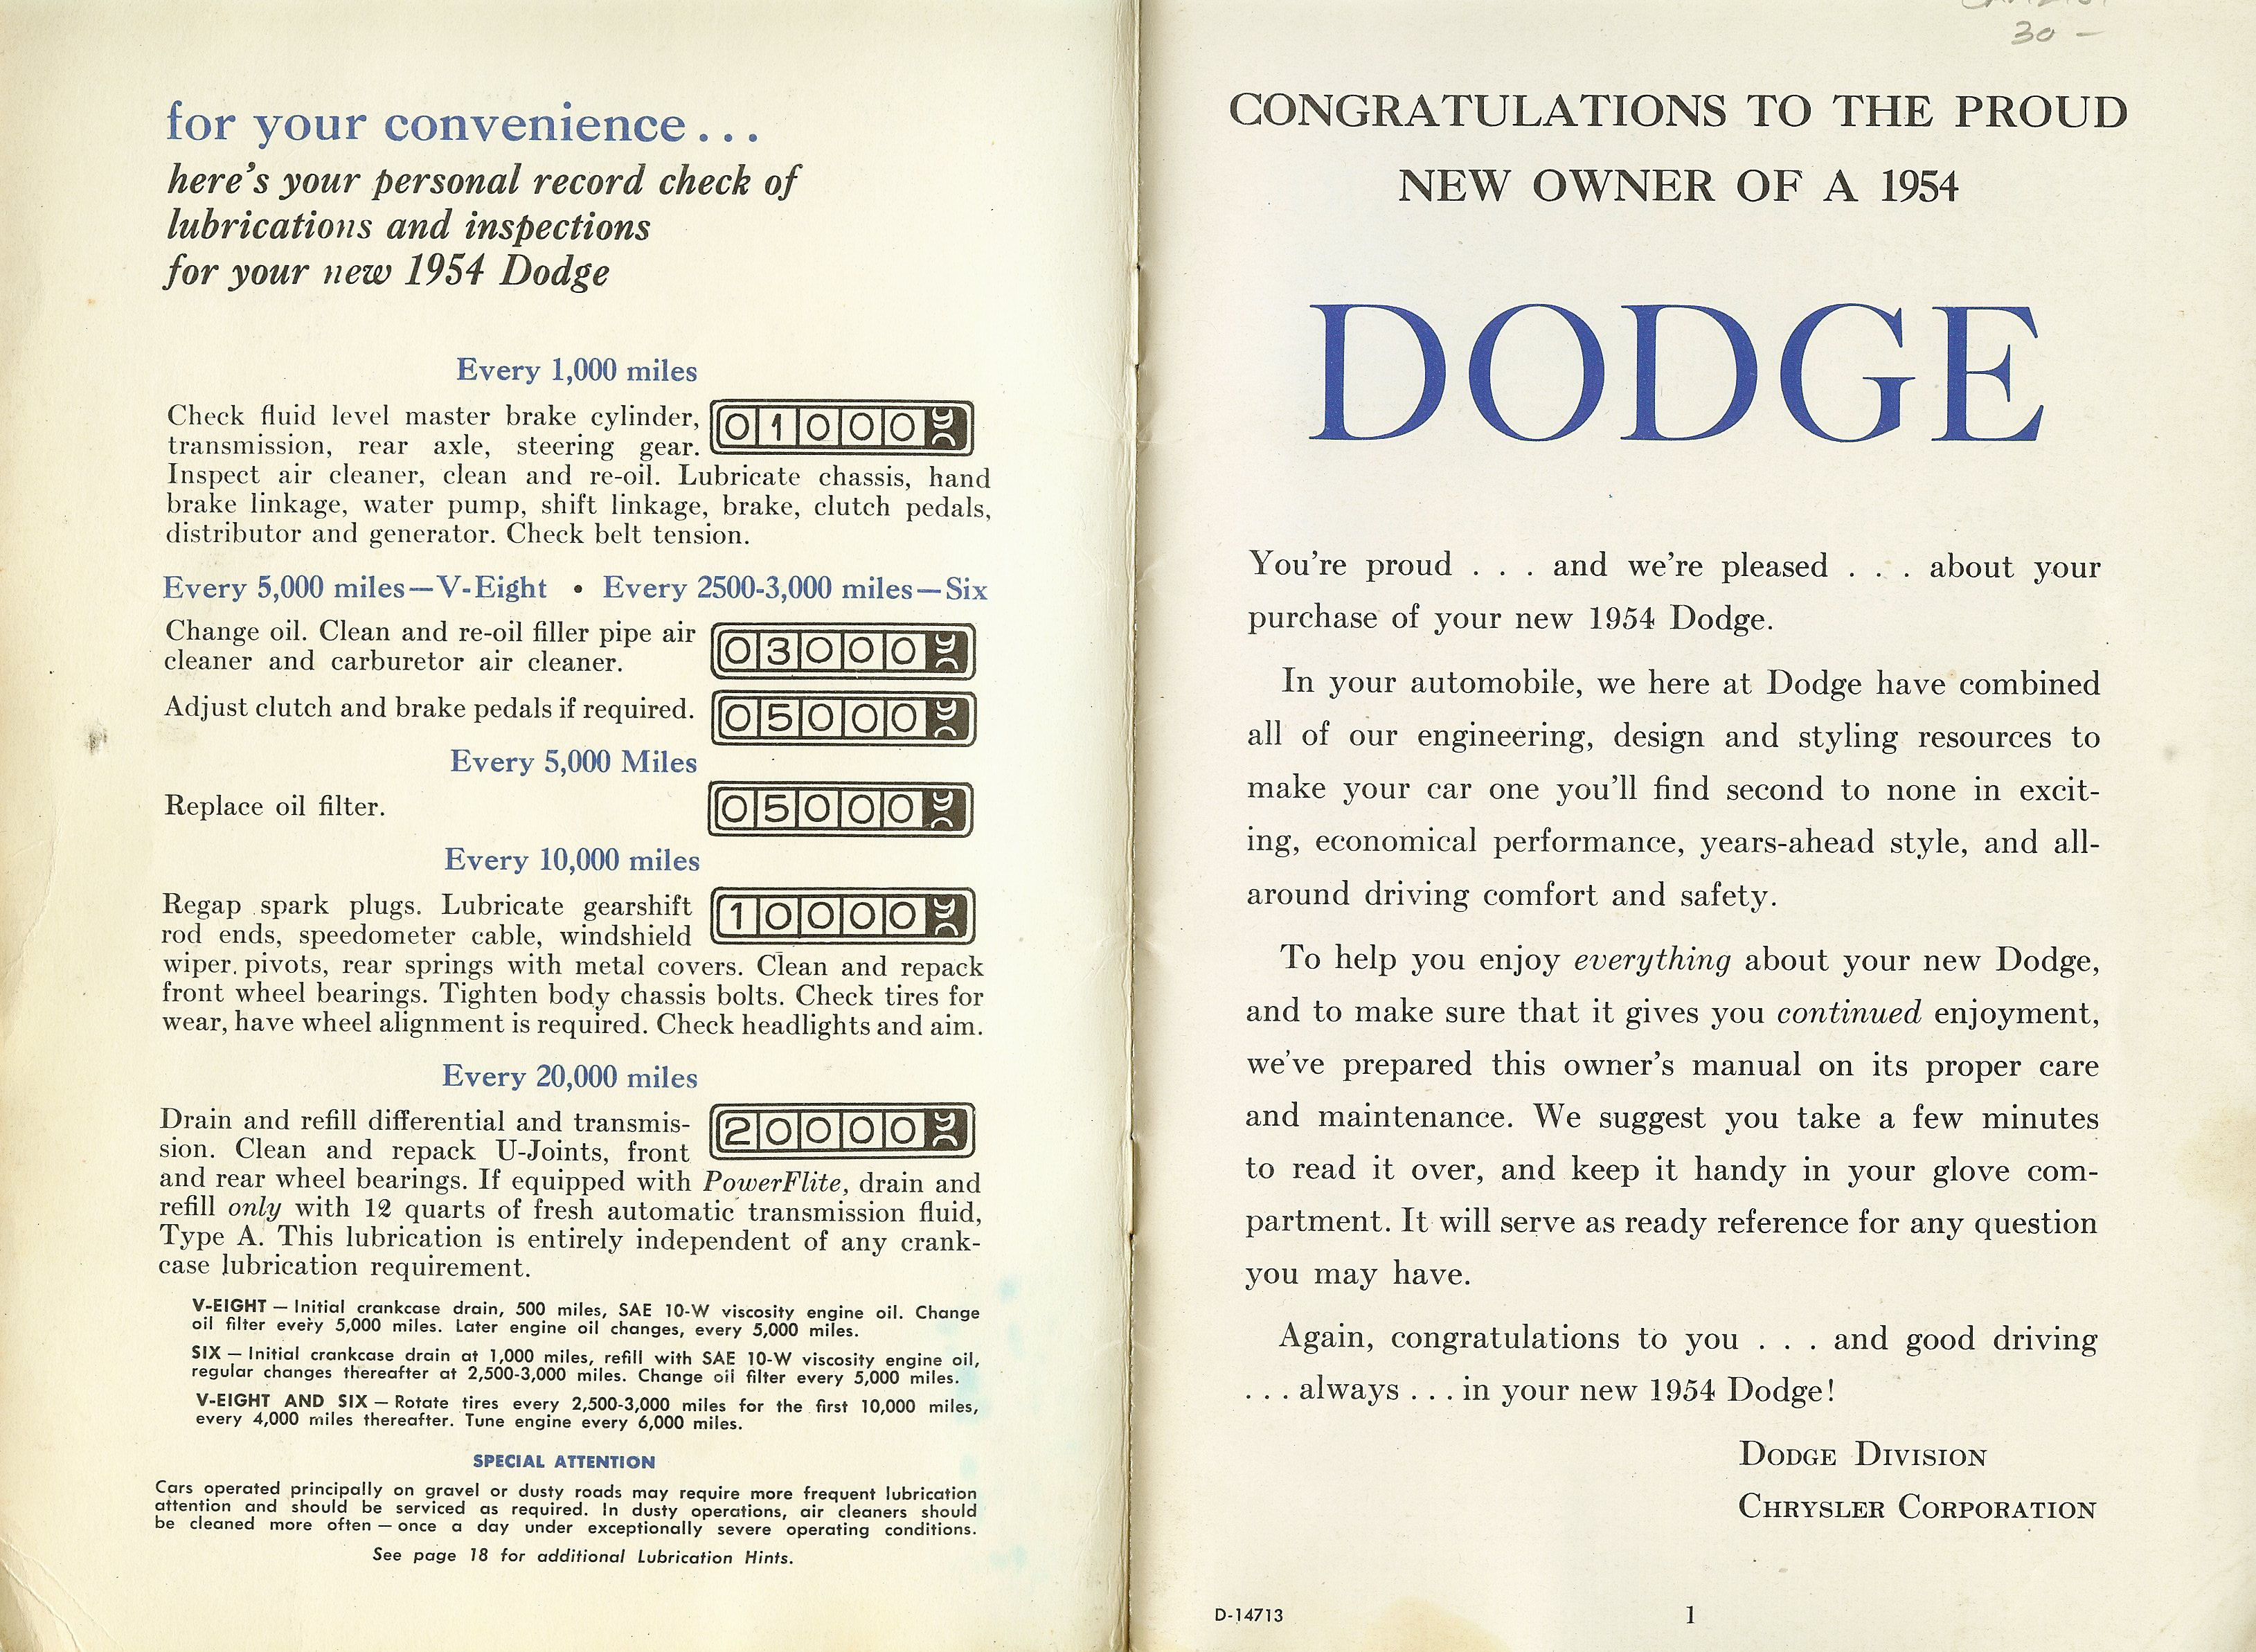 for your convenience...
here's your personal record check of
lubrications and inspections
for your new 1954 Dodge
Every 1,000 miles
Check fluid level master brake cylinder,
transmission, rear axle, steering gear.
01000
Inspect air cleaner, clean and re-oil. Lubricate chassis, hand
brake linkage, water pump, shift linkage, brake, clutch pedals,
distributor and generator. Check belt tension.
Every 5,000 miles—V-Eight • Every 2500-3,000 miles—Six
Change oil. Clean and re-oil filler pipe air
cleaner and carburetor air cleaner.
03000
Adjust clutch and brake pedals if required.
05000
Every 5,000 Miles
Replace oil filter.
05000
Every 10,000 miles
Regap spark plugs. Lubricate gearshift
rod ends, speedometer cable, windshield
10000
wiper pivots, rear springs with metal covers. Clean and repack
front wheel bearings. Tighten body chassis bolts. Check tires for
wear, have wheel alignment is required. Check headlights and aim.
Every 20,000 miles
Drain and refill differential and transmis-
sion. Clean and repack U-Joints, front
20000
and rear wheel bearings. If equipped with PowerFlite, drain and
refill only with 12 quarts of fresh automatic transmission fluid,
Type A. This lubrication is entirely independent of any crank-
case lubrication requirement.
V-EIGHT — Initial crankcase drain, 500 miles, SAE 10-W viscosity engine oil. Change
oil filter every 5,000 miles. Later engine oil changes, every 5,000 miles.
SIX — Initial crankcase drain at 1,000 miles, refill with SAE 10-W viscosity engine oil,
regular changes thereafter at 2,500-3,000 miles. Change oil filter every 5,000 miles.
V-EIGHT AND SIX — Rotate tires every 2,500-3,000 miles for the first 10,000 miles,
every 4,000 miles thereafter. Tune engine every 6,000 miles.
SPECIAL ATTENTION
Cars operated principally on gravel or dusty roads may require more frequent lubrication
attention and should be serviced as required. In dusty operations, air cleaners should
be cleaned more often — once a day under exceptionally severe operating conditions.
See page 18 for additional Lubrication Hints.
30 —
CONGRATULATIONS TO THE PROUD
NEW OWNER OF A 1954
DODGE
You're proud . . . and we're pleased . . . about your
purchase of your new 1954 Dodge.
In your automobile, we here at Dodge have combined
all of our engineering, design and styling resources to
make your car one you'll find second to none in excit-
ing, economical performance, years-ahead style, and all-
around driving comfort and safety.
To help you enjoy everything about your new Dodge,
and to make sure that it gives you continued enjoyment,
we've prepared this owner's manual on its proper care
and maintenance. We suggest you take a few minutes
to read it over, and keep it handy in your glove com-
partment. It will serve as ready reference for any question
you may have.
Again, congratulations to you . . . and good driving
. . . always . . . in your new 1954 Dodge!
DODGE DIVISION
CHRYSLER CORPORATION
D-14713
1